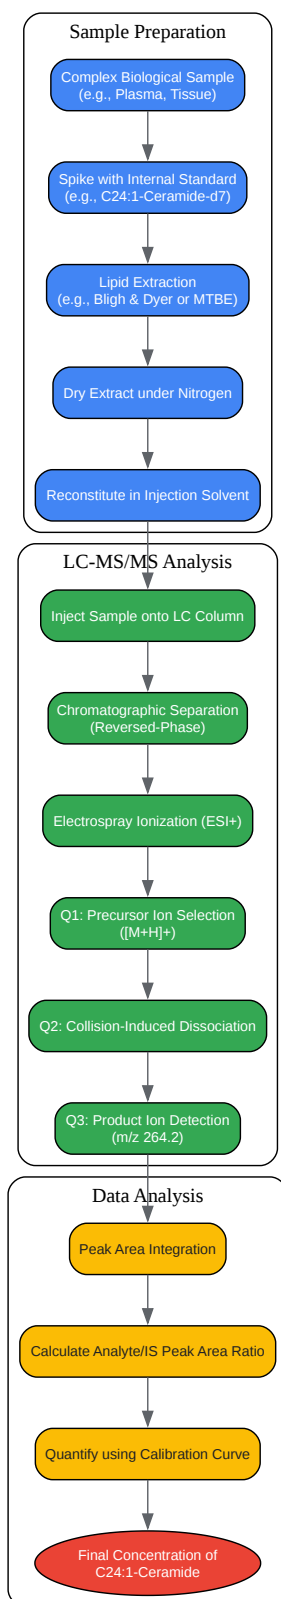 Sample Preparation
Complex Biological Sample
(e.g., Plasma, Tissue)
Spike with Internal Standard
(e.g., C24:1-Ceramide-d7)
Lipid Extraction
(e.g., Bligh & Dyer or MTBE)
Dry Extract under Nitrogen
Reconstitute in Injection Solvent
LC-MS/MS Analysis
Inject Sample onto LC Column
Chromatographic Separation
(Reversed-Phase)
Electrospray Ionization (ESI+)
Q1: Precursor Ion Selection
([M+H]+)
Q2: Collision-Induced Dissociation
Q3: Product Ion Detection
(m/z 264.2)
Data Analysis
Peak Area Integration
Calculate Analyte/IS Peak Area Ratio
Quantify using Calibration Curve
Final Concentration of
C24:1-Ceramide